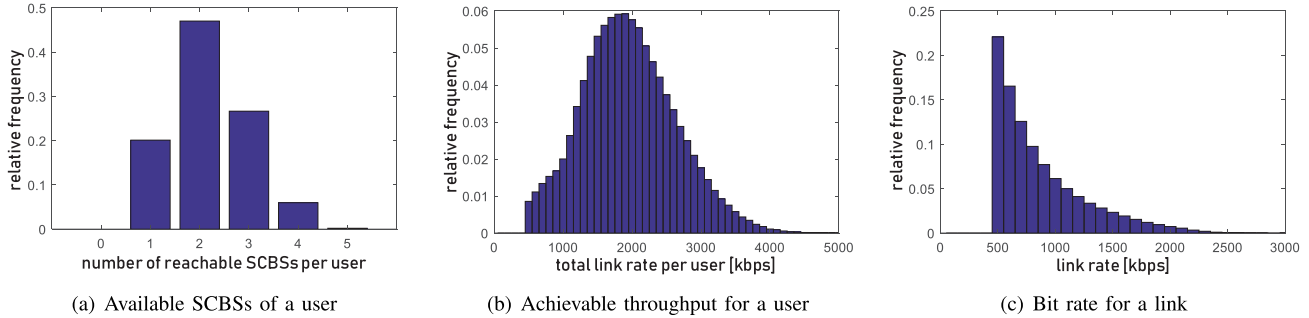 0.5
0.4
0.3
0.2
0.1
0
relative frequency
0 1 2 3 4 5
number of reachable SCBSs per user
(a) Available SCBSs of a user
0.06
0.05
0.04
0.03
0.02
0.01
0
relative frequency
0 1000 2000 3000 4000 5000
total link rate per user [kbps]
(b) Achievable throughput for a user
0.25
0.2
0.15
0.1
0.05
0
relative frequency
0 500 1000 1500 2000 2500 3000
link rate [kbps]
(c) Bit rate for a link